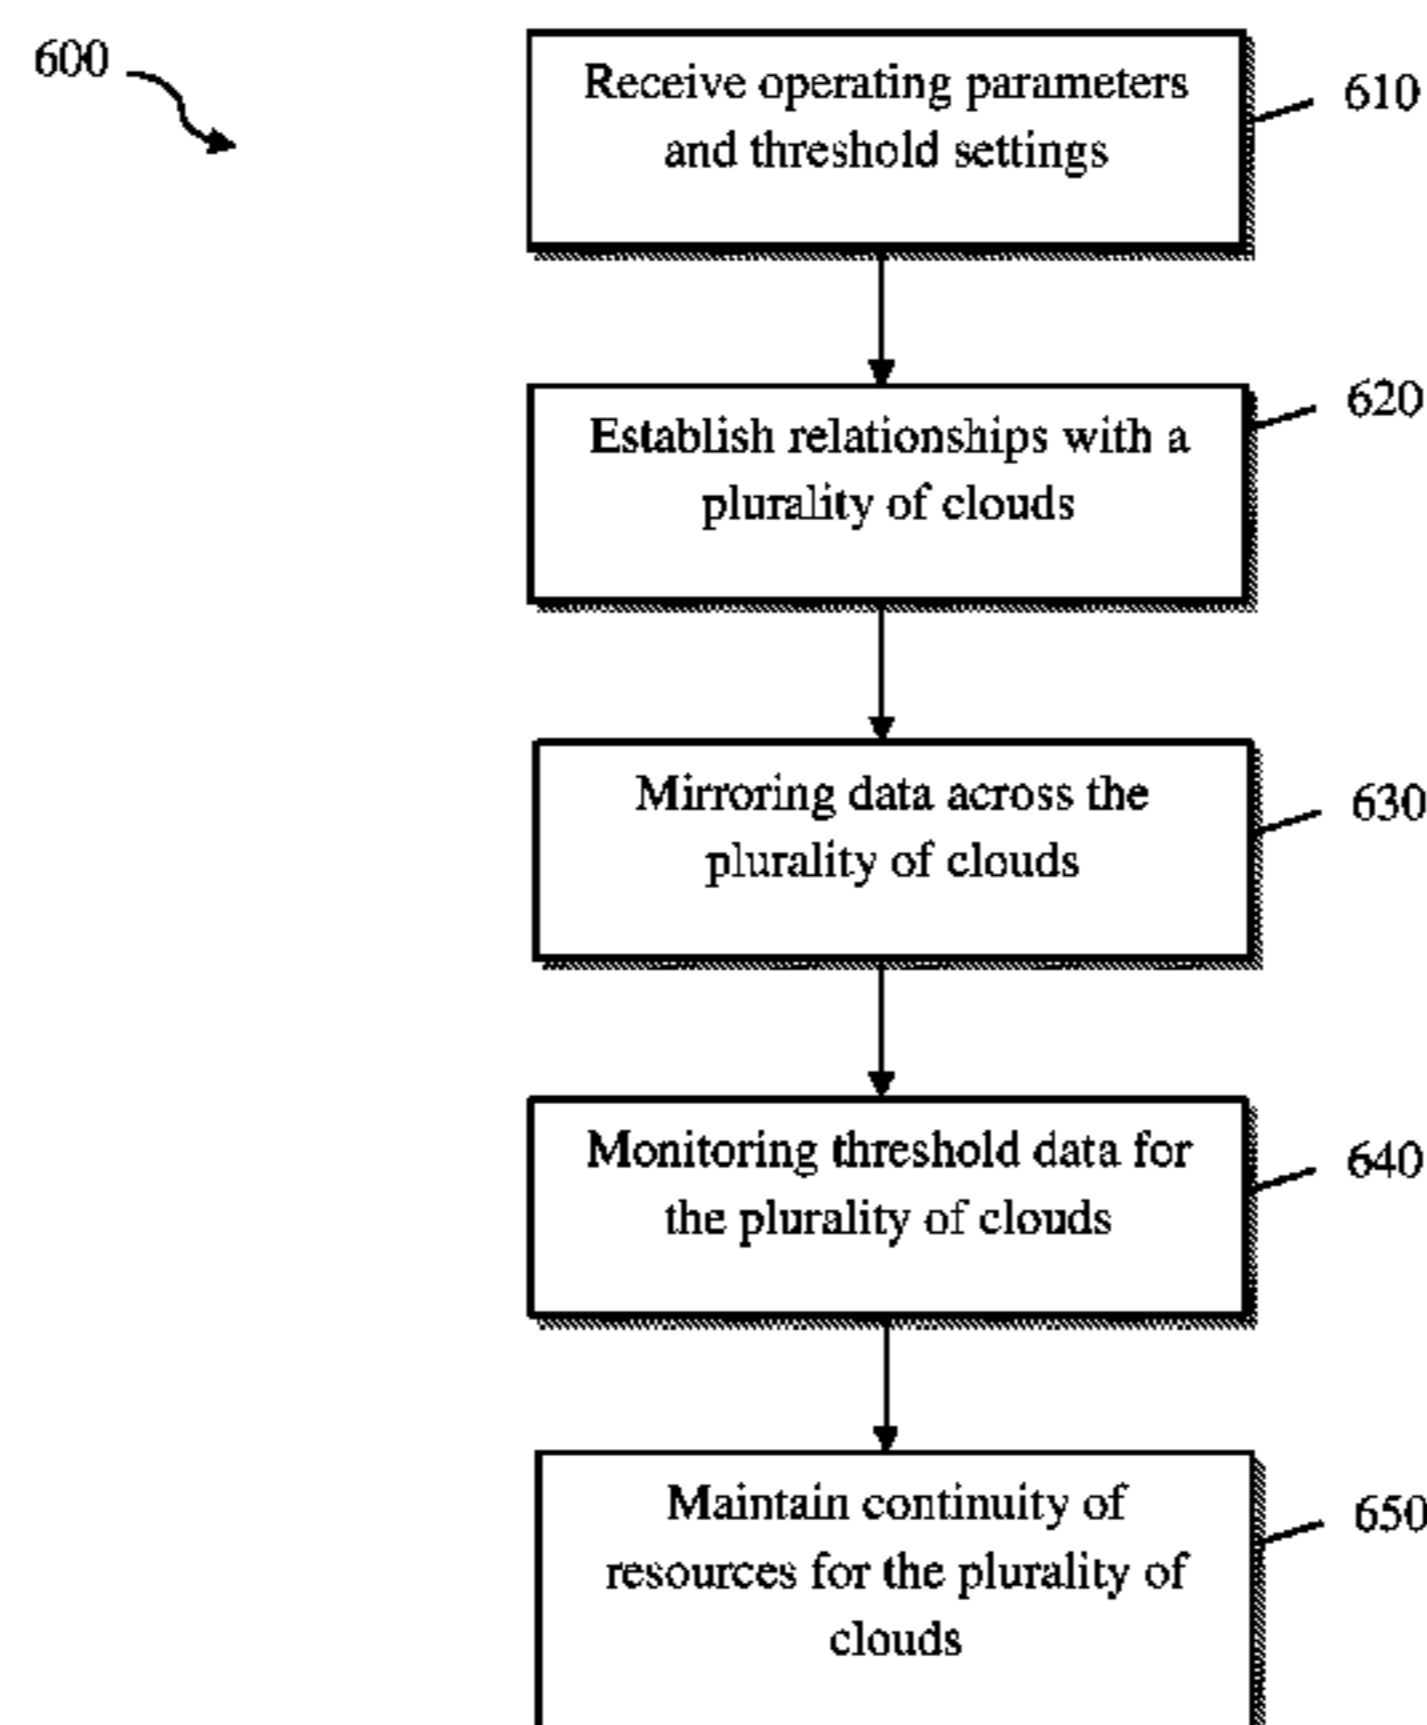 600
Receive operating parameters
and threshold settings
610
Establish relationships with a
plurality of clouds
620
Mirroring data across the
plurality of clouds
630
Monitoring threshold data for
the plurality of clouds
640
Maintain continuity of
resources for the plurality of
clouds
650